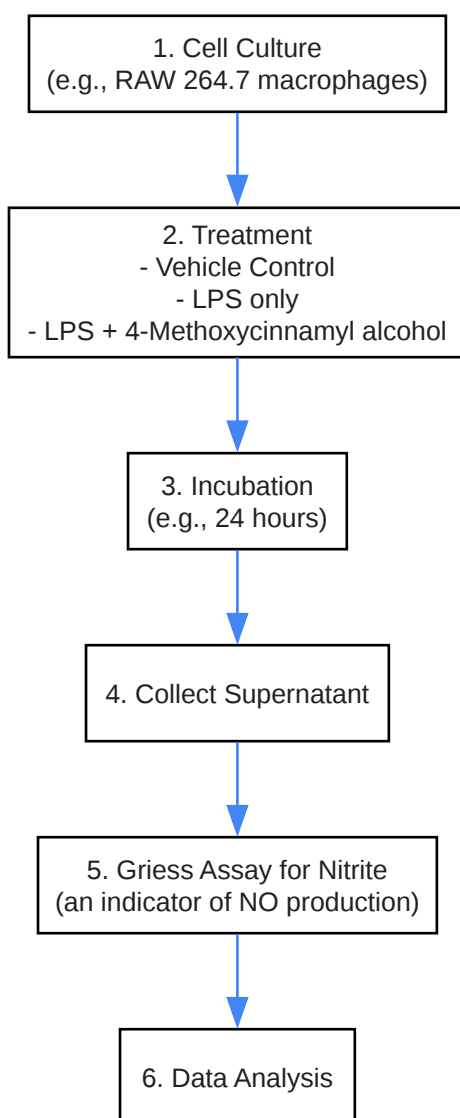 1. Cell Culture
(e.g., RAW 264.7 macrophages)
2. Treatment
- Vehicle Control
- LPS only
- LPS + 4-Methoxycinnamyl alcohol
3. Incubation
(e.g., 24 hours)
4. Collect Supernatant
5. Griess Assay for Nitrite
(an indicator of NO production)
6. Data Analysis